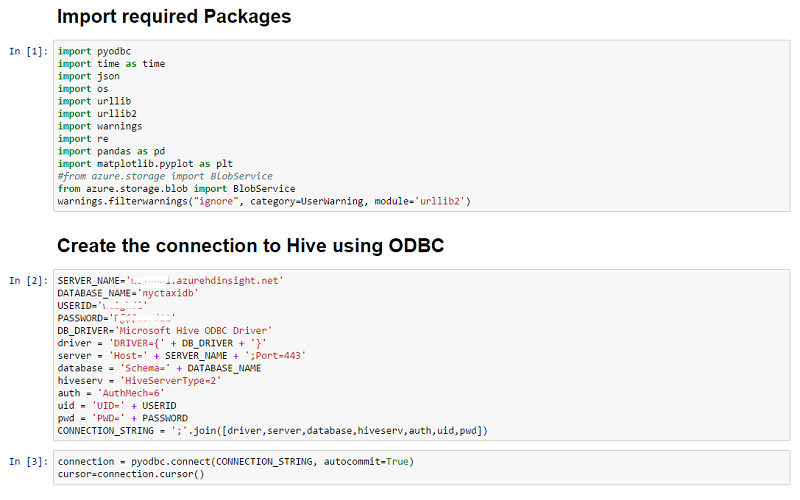 Import required Packages
In [1]: import pyodbc
import time as time
import json
import os
import urllib
import urllib2
import warnings
import re
import pandas as pd
import matplotlib.pyplot as plt
#from azure.storage import BlobService
from azure.storage.blob import BlobService
warnings.filterwarnings("ignore", category=UserWarning, module='urllib2')
Create the connection to Hive using ODBC
In [2]: SERVER_NAME='.azurehdinsight.net'
DATABASE_NAME='nyctaxidb'
USERID='
PASSWORD='
DB_DRIVER='Microsoft Hive ODBC Driver'
driver = 'DRIVER={' + DB_DRIVER + '}'
server = 'Host=' + SERVER_NAME + ';Port=443'
database = 'Schema=' + DATABASE_NAME
hiveserv = 'HiveServerType=2'
auth = 'AuthMech=6'
uid = 'UID=' + USERID
pwd = 'PWD=' + PASSWORD
CONNECTION_STRING = ';'.join([driver,server,database,hiveserv,auth,uid,pwd])
In [3]: connection = pyodbc.connect(CONNECTION_STRING, autocommit=True)
cursor=connection.cursor()